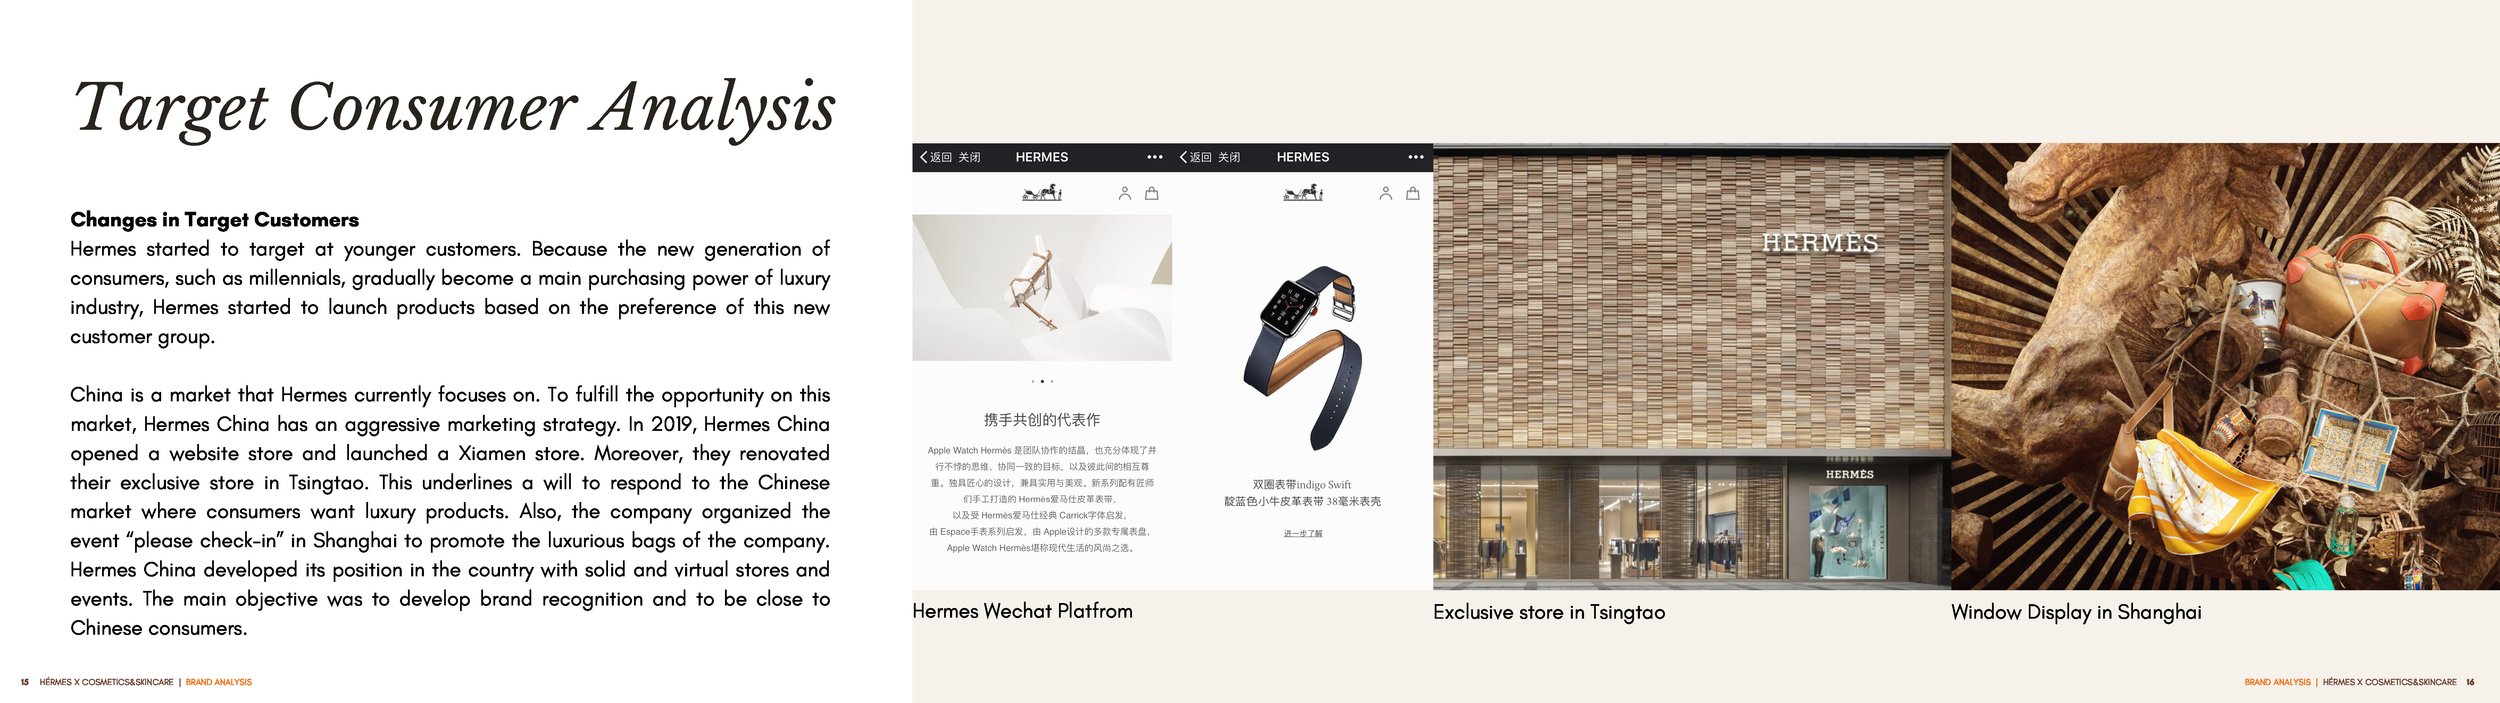 Target Consumer Analysis
Changes in Target Customers
Hermes started to target at younger customers. Because the new generation of
consumers, such as millennials, gradually become a main purchasing power of luxury
industry, Hermes started to launch products based on the preference of this new
customer group.
China is a market that Hermes currently focuses on. To fulfill the opportunity on this
market, Hermes China has an aggressive marketing strategy. In 2019, Hermes China
opened a website store and launched a Xiamen store. Moreover, they renovated
their exclusive store in Tsingtao. This underlines a will to respond to the Chinese
market where consumers want luxury products. Also, the company organized the
event “please check-in” in Shanghai to promote the luxurious bags of the company.
Hermes China developed its position in the country with solid and virtual stores and
events. The main objective was to develop brand recognition and to be close to
Chinese consumers.
15 HÉRMES X COSMETICS&SKINCARE | BRAND ANALYSIS
返回 关闭 HERMES
携手共创的代表作
Apple Watch Hermès 是团队协作的结晶，也充分体现了并
行不悖的思维、协同一致的目标，以及彼此间的相互尊
重。独具匠心的设计，兼具实用与美观。新系列配有匠师
们手工打造的 Hermès爱马仕皮革表带，
以及受 Hermès爱马仕经典 Carrick字体启发，
由 Espace手表系列启发，由 Apple设计的多款专属表盘，
Apple Watch Hermès堪称现代生活的风尚之选。
返回 关闭 HERMES
双圈表带indigo Swift
靛蓝色小牛皮革表带 38毫米表壳
进一步了解
Hermes Wechat Platfrom
HERMÈS
HERMÈS
Exclusive store in Tsingtao
Window Display in Shanghai
BRAND ANALYSIS | HÉRMES X COSMETICS&SKINCARE 16